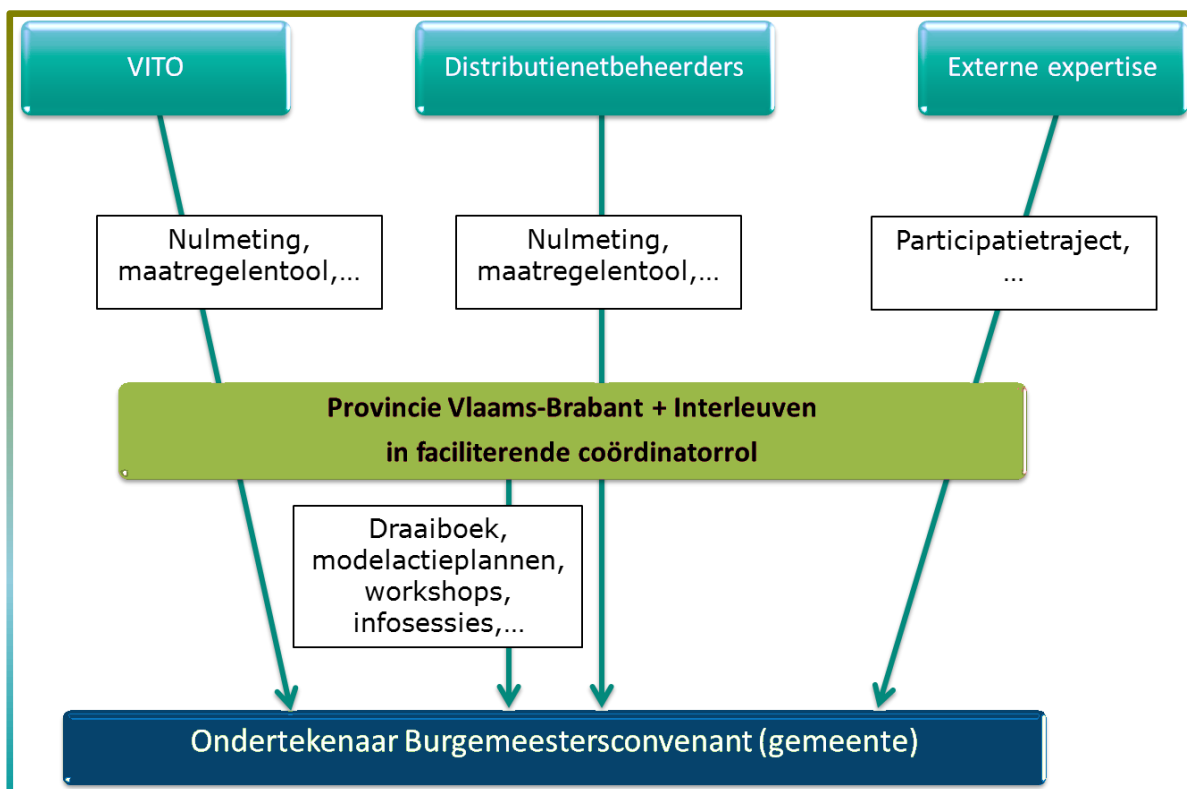 VITO
Distributienetbeheerders
Externe expertise
Nulmeting,
maatregelentool,...
Nulmeting,
maatregelentool,...
Participatietraject,
...
Provincie Vlaams-Brabant + Interleuven
in faciliterende coördinatorrol
Draaiboek,
modelactieplannen,
workshops,
infosessies,...
Ondertekenaar Burgemeestersconvenant (gemeente)